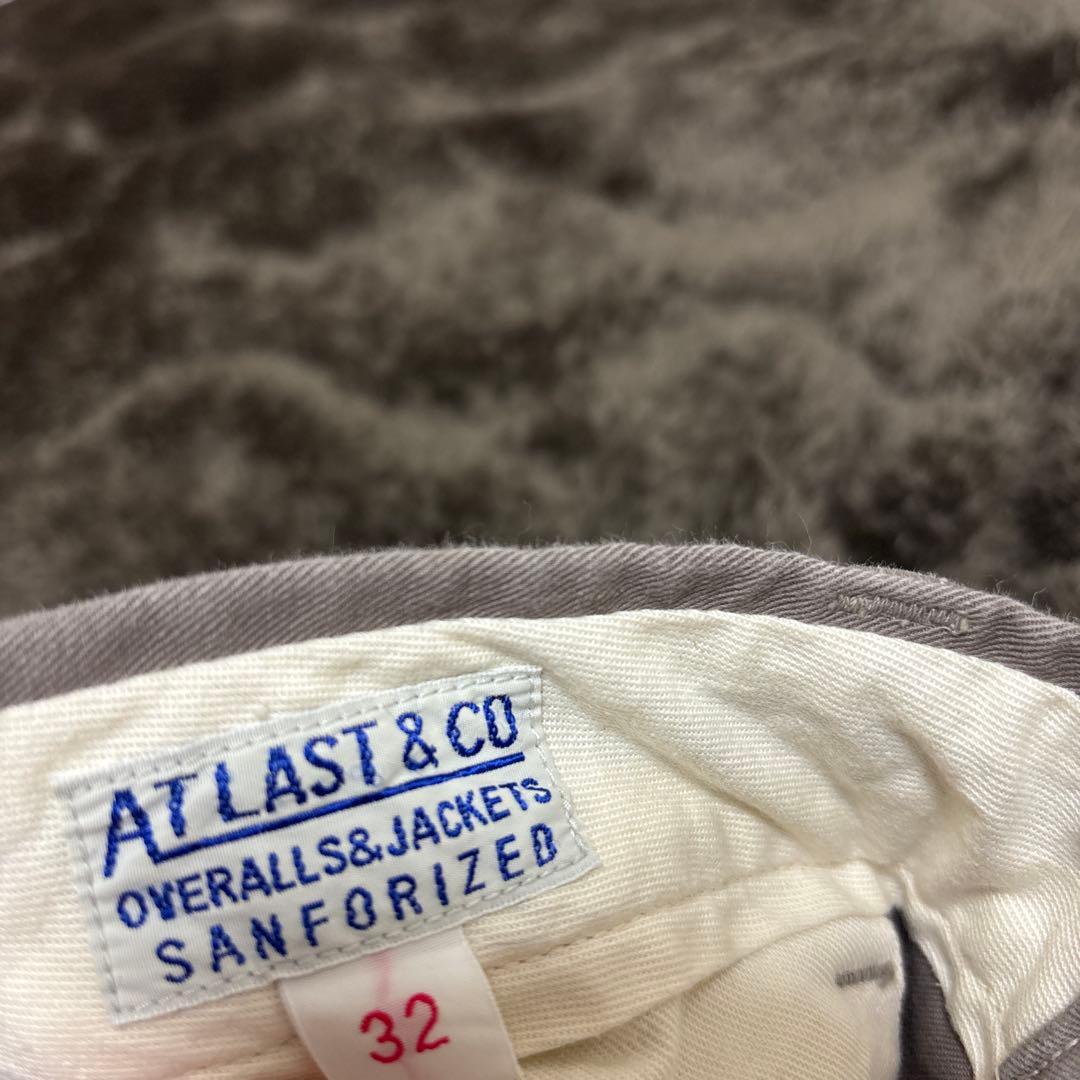 AT LAST & CO
OVERALLS&JACKETS
SANFORIZED
32